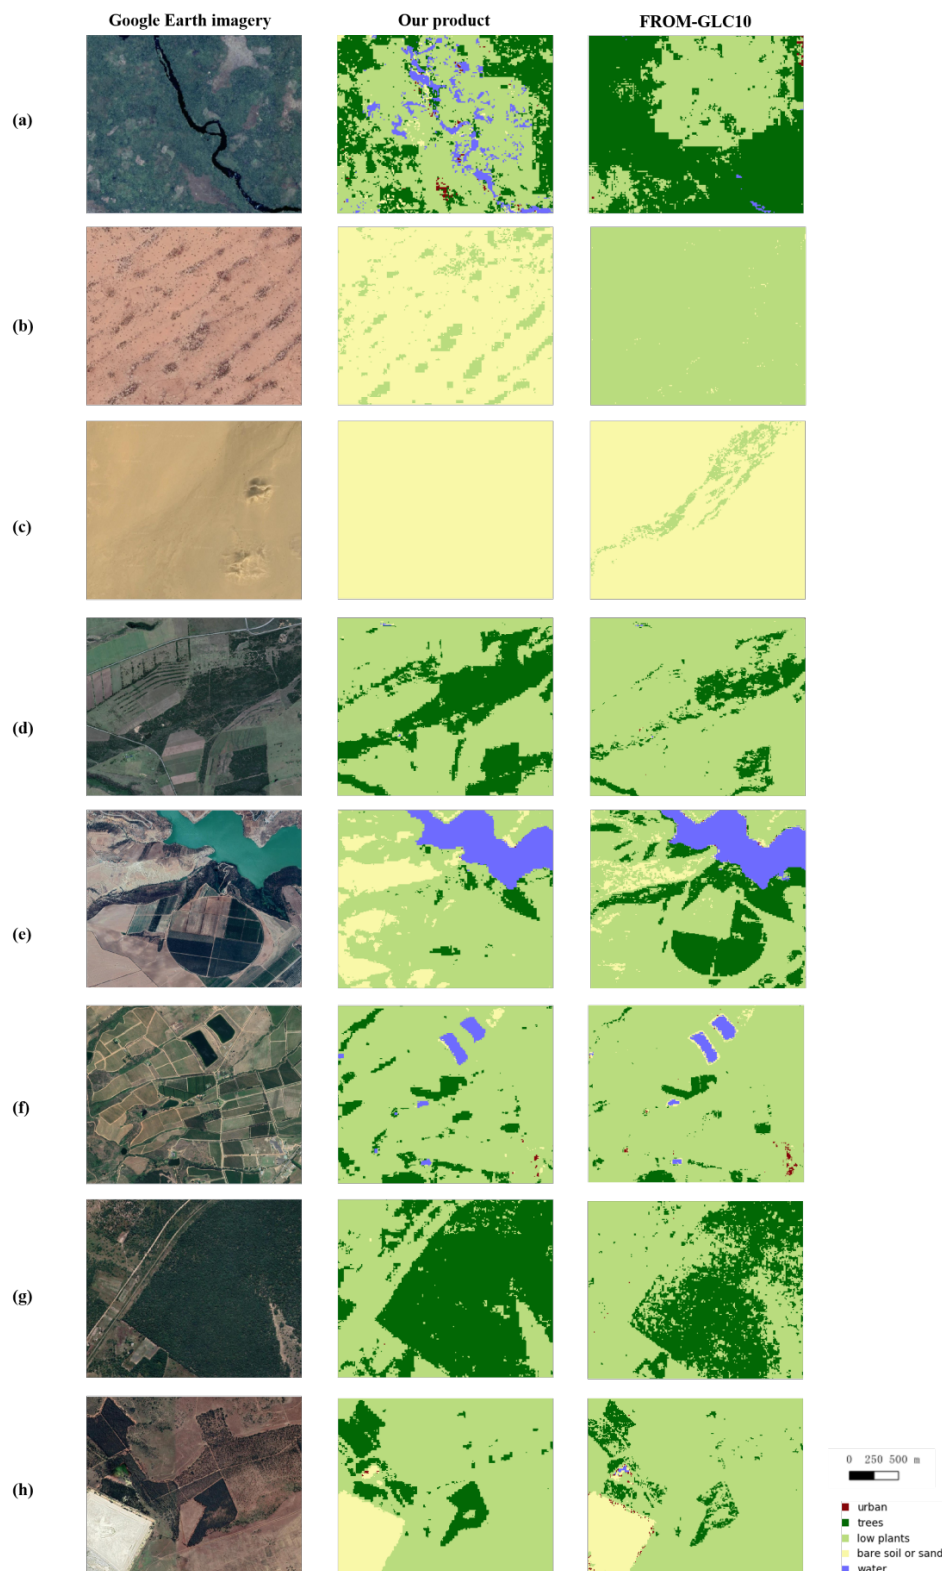 Google Earth imagery
Our product
FROM-GLC10
(a)
(b)
(c)
(d)
(e)
(f)
(g)
(h)
0 250 500 m
urban
trees
low plants
bare soil or sand
water